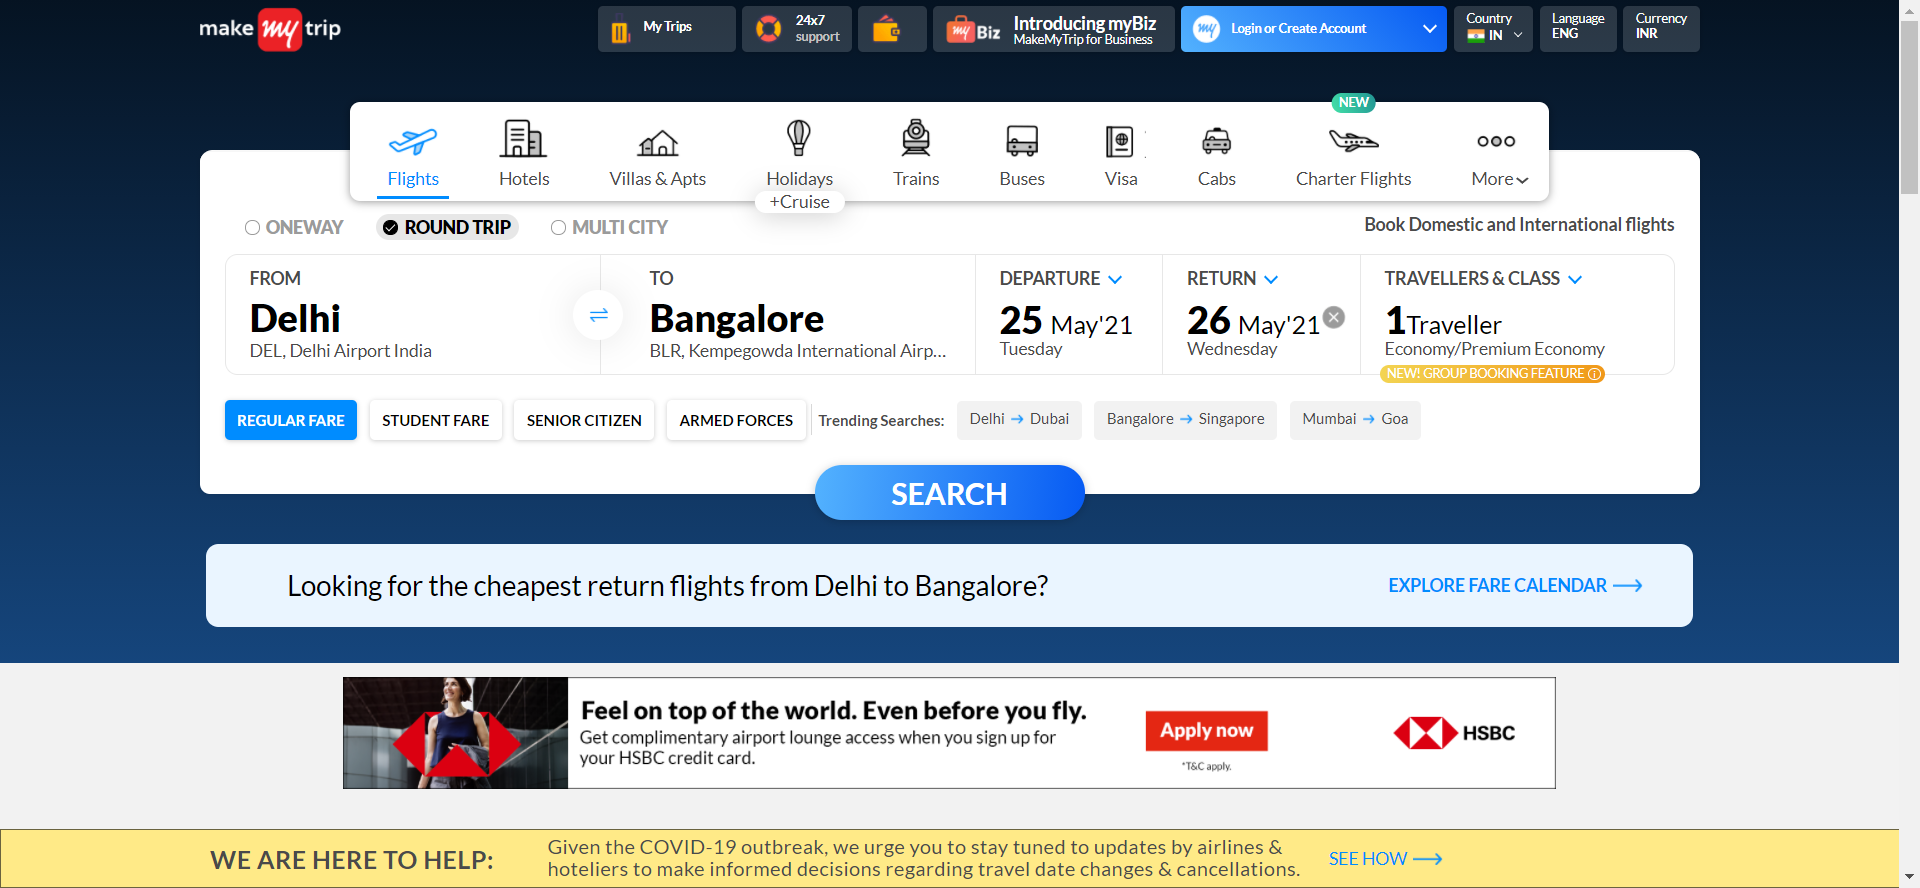 make my trip
My Trips
24x7
support
my Biz
Introducing myBiz
MakeMyTrip for Business
my
Login or Create Account
Country
IN
Language
ENG
Currency
INR
NEW
Flights
Hotels
Villas & Apts
Holidays
+Cruise
Trains
Buses
Visa
Cabs
Charter Flights
More
ONEWAY
ROUND TRIP
MULTI CITY
Book Domestic and International flights
FROM
Delhi
DEL, Delhi Airport India
TO
Bangalore
BLR, Kempegowda International Airp...
DEPARTURE
25 May'21
Tuesday
RETURN
26 May'21
Wednesday
TRAVELLERS & CLASS
1Traveller
Economy/Premium Economy
NEW! GROUP BOOKING FEATURE
REGULAR FARE
STUDENT FARE
SENIOR CITIZEN
ARMED FORCES
Trending Searches:
Delhi → Dubai
Bangalore → Singapore
Mumbai → Goa
SEARCH
Looking for the cheapest return flights from Delhi to Bangalore?
EXPLORE FARE CALENDAR
Feel on top of the world. Even before you fly.
Get complimentary airport lounge access when you sign up for
your HSBC credit card.
Apply now
*T&C apply.
HSBC
WE ARE HERE TO HELP:
Given the COVID-19 outbreak, we urge you to stay tuned to updates by airlines &
hoteliers to make informed decisions regarding travel date changes & cancellations.
SEE HOW